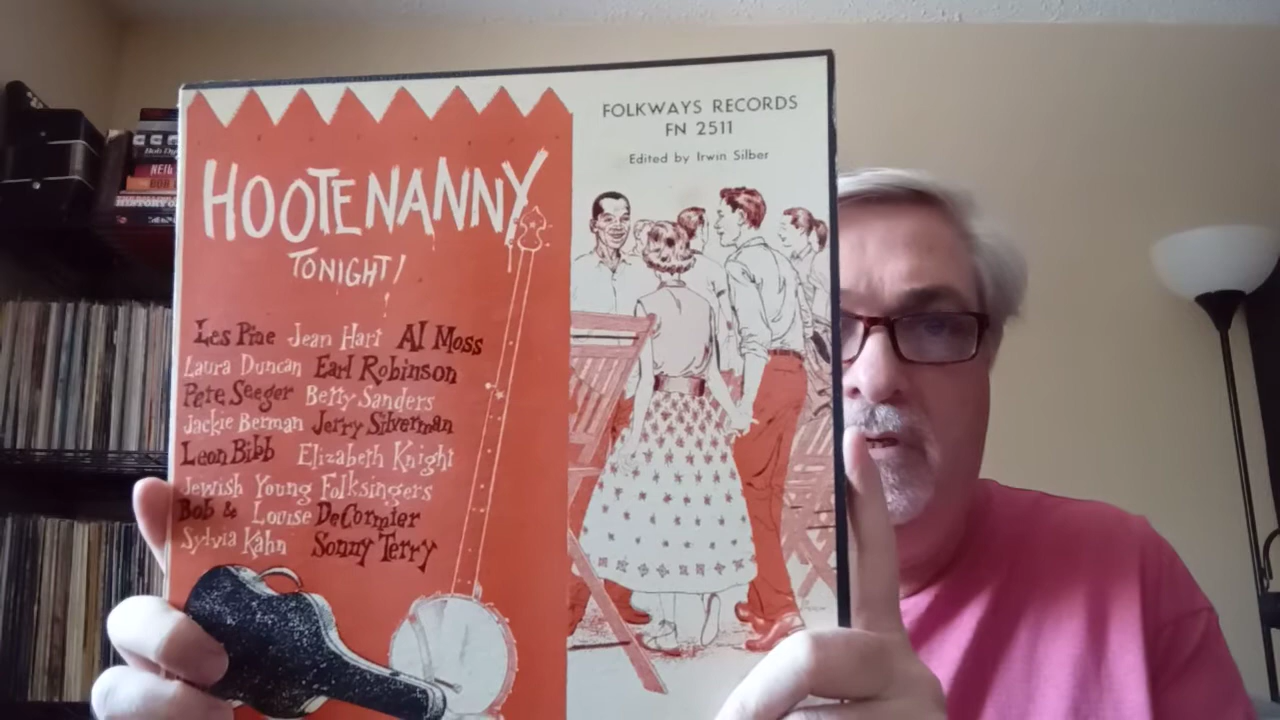 HOOTENANNY
TONIGHT!
Les Pine Jean Hart Al Moss
Laura Duncan Earl Robinson
Pete Seeger Betty Sanders
Jackie Berman Jerry Silverman
Leon Bibb Elizabeth Knight
Jewish Young Folksingers
Bob & Louise DeCormier
Sylvia Kahn Sonny Terry
FOLKWAYS RECORDS
FN 2511
Edited by Irwin Silber
NEIL